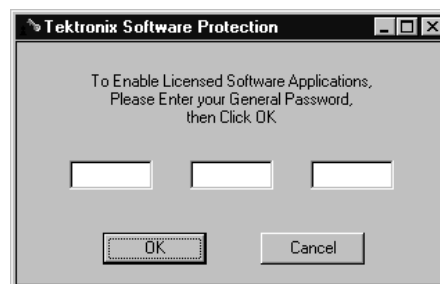 Tektronix Software Protection
To Enable Licensed Software Applications,
Please Enter your General Password,
then Click OK
OK
Cancel